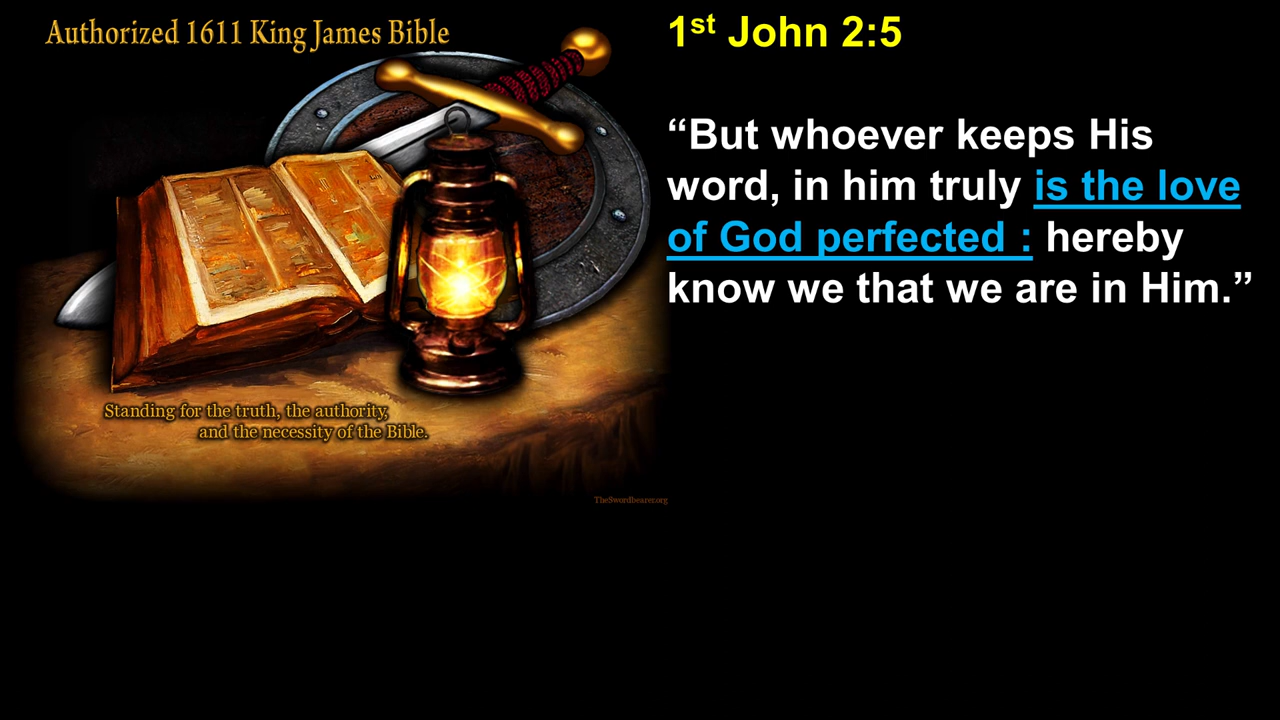 Authorized 1611 King James Bible
Standing for the truth, the authority,
and the necessity of the Bible.
TheSwordbearer.org
1st John 2:5
“But whoever keeps His
word, in him truly is the love
of God perfected : hereby
know we that we are in Him.”